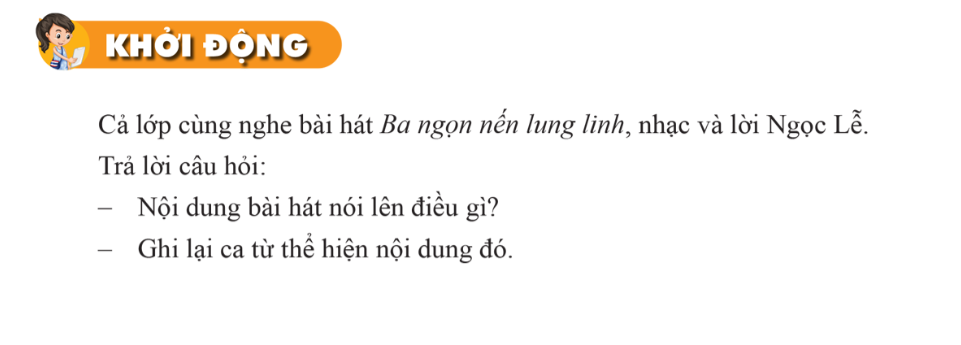 KHỞI ĐỘNG
Cả lớp cùng nghe bài hát Ba ngọn nến lung linh, nhạc và lời Ngọc Lễ.
Trả lời câu hỏi:
– Nội dung bài hát nói lên điều gì?
– Ghi lại ca từ thể hiện nội dung đó.